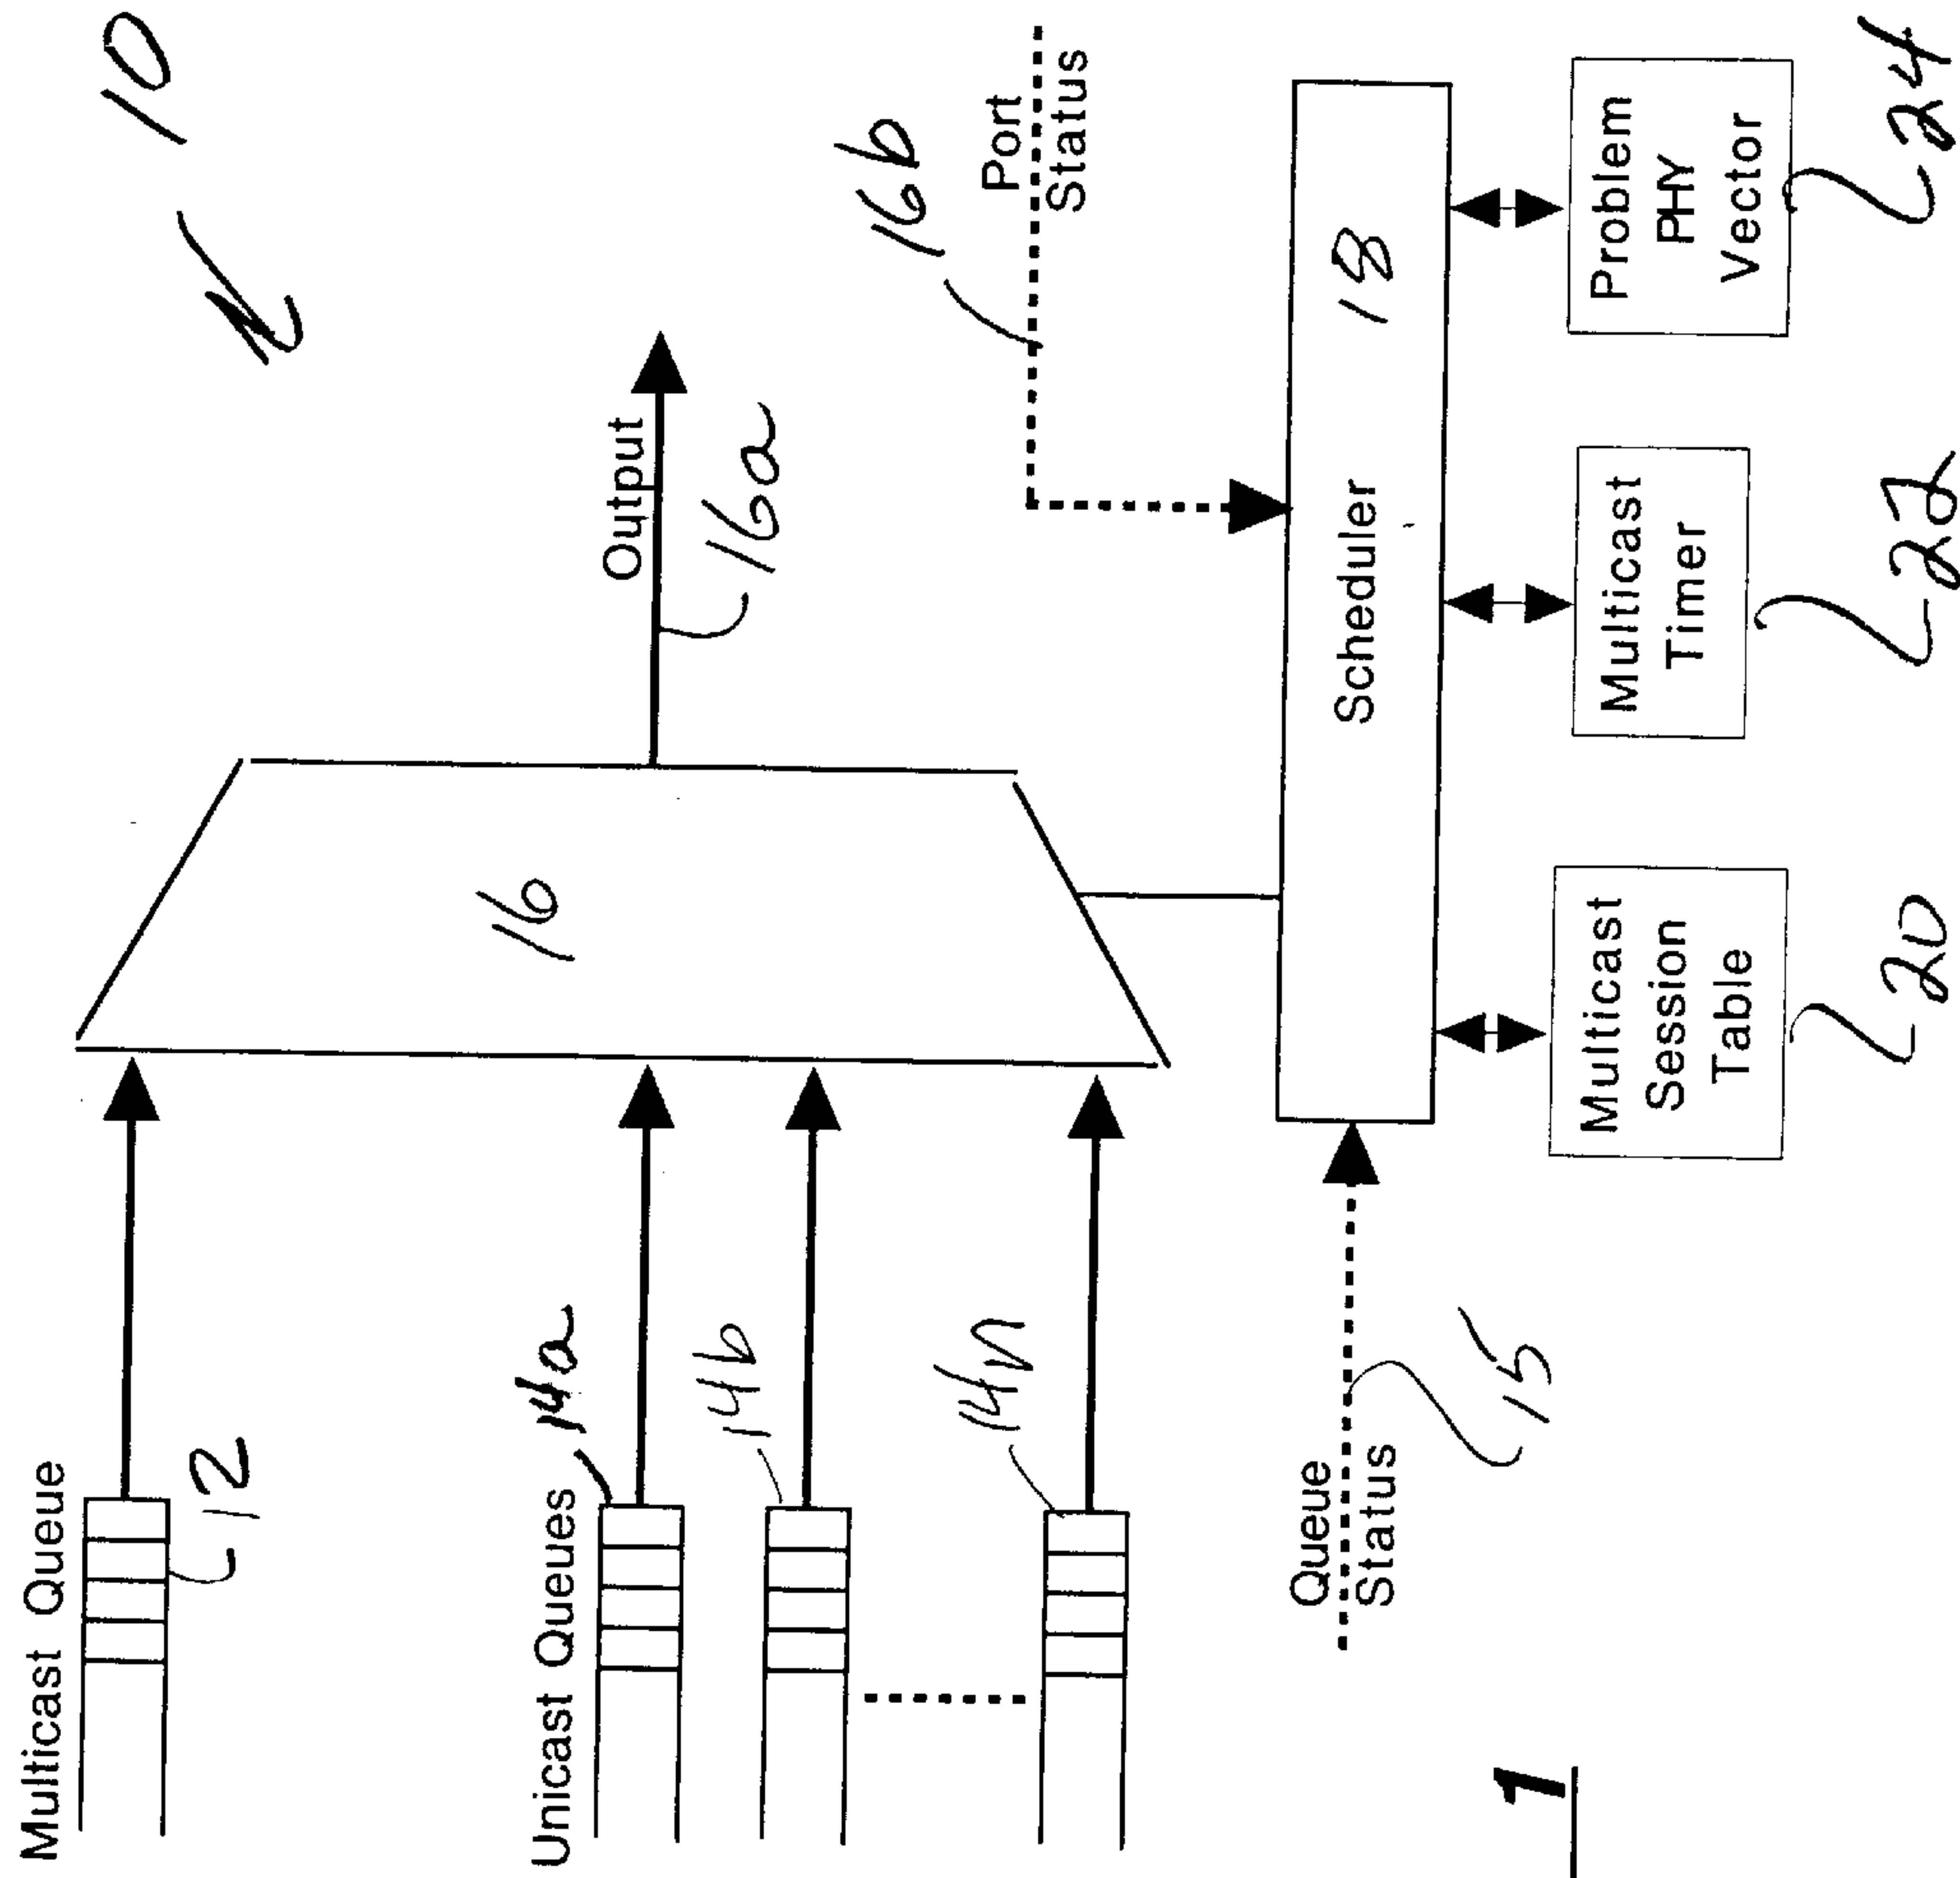 10
Multicast Queue
12
Unicast Queues
14a
14b
14n
16
Output
16a
16b
Port
Status
Queue
Status
15
Scheduler
18
Multicast
Session
Table
20
Multicast
Timer
22
Problem
PHY
Vector
24
1